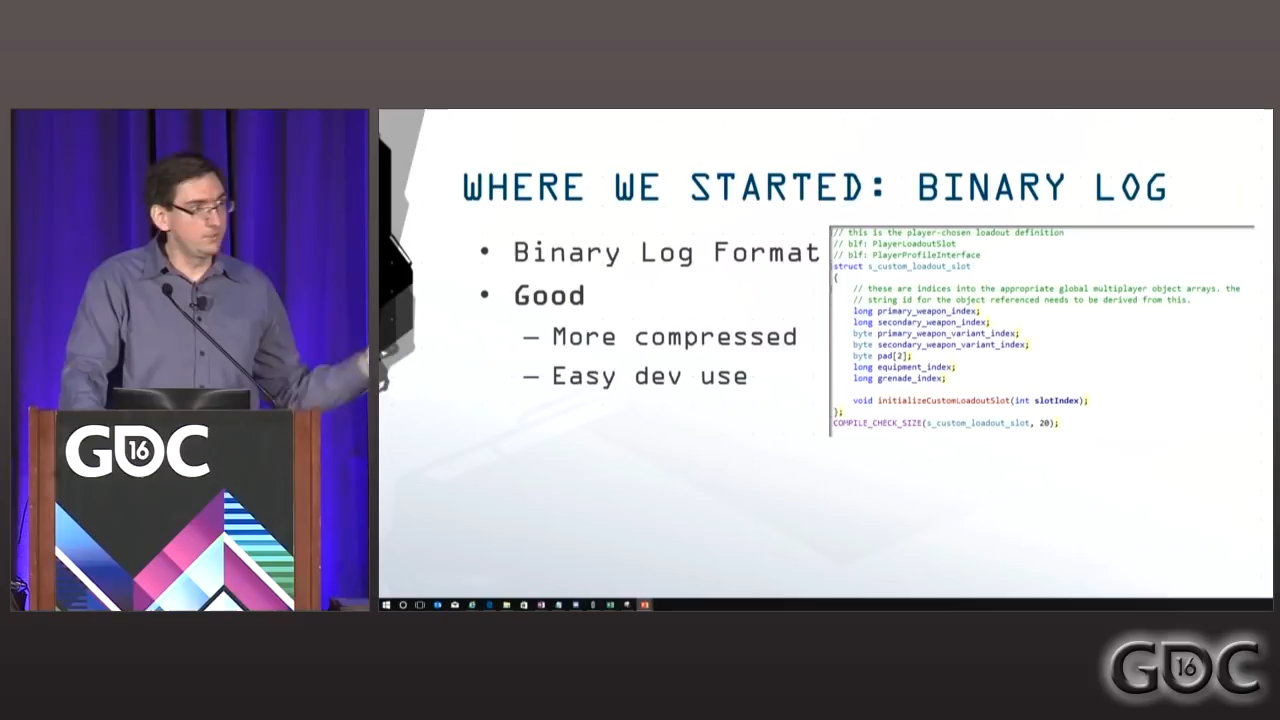 WHERE WE STARTED: BINARY LOG
• Binary Log Format
• Good
– More compressed
– Easy dev use
// this is the player-chosen loadout definition
// blf: PlayerLoadoutSlot
// blf: PlayerProfileInterface
struct s_custom_loadout_slot
{
// these are indices into the appropriate global multiplayer object arrays. the
// string id for the object referenced needs to be derived from this.
long primary_weapon_index;
long secondary_weapon_index;
byte primary_weapon_variant_index;
byte secondary_weapon_variant_index;
byte pad[2];
long equipment_index;
long grenade_index;
void initializeCustomLoadoutSlot(int slotIndex);
};
COMPILE_CHECK_SIZE(s_custom_loadout_slot, 20);
GDC 16
GDC 16